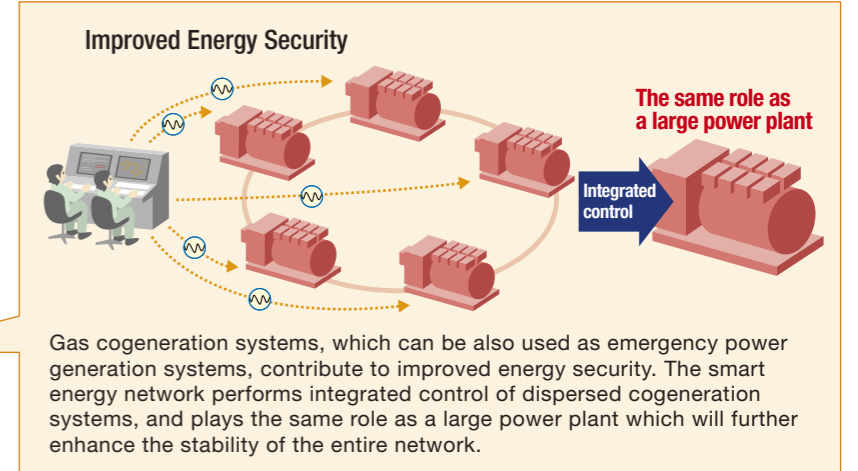 Improved Energy Security
The same role as
a large power plant
Integrated
control
Gas cogeneration systems, which can be also used as emergency power
generation systems, contribute to improved energy security. The smart
energy network performs integrated control of dispersed cogeneration
systems, and plays the same role as a large power plant which will further
enhance the stability of the entire network.